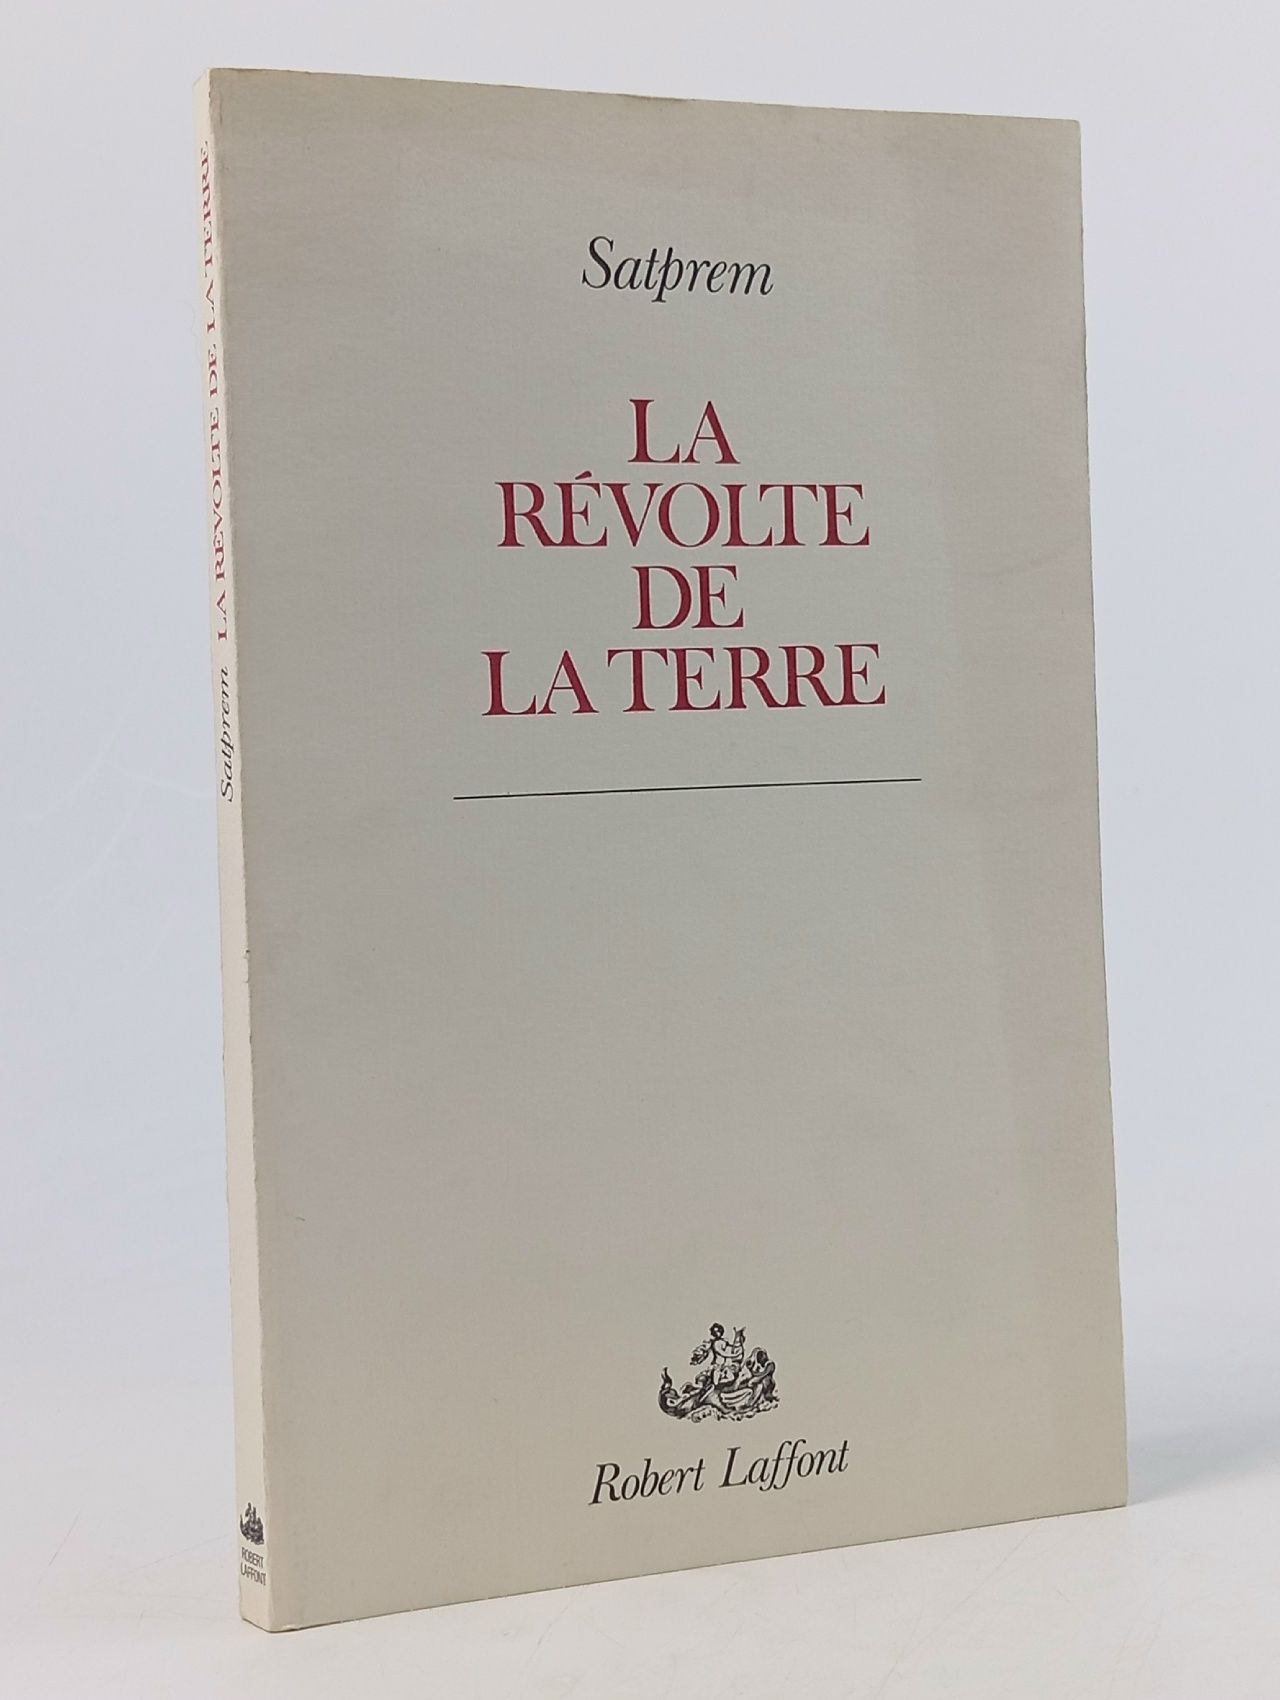 Satprem
LA
RÉVOLTE
DE
LA TERRE
Robert Laffont
Satprem LA RÉVOLTE DE LA TERRE
ROBERT
LAFFONT